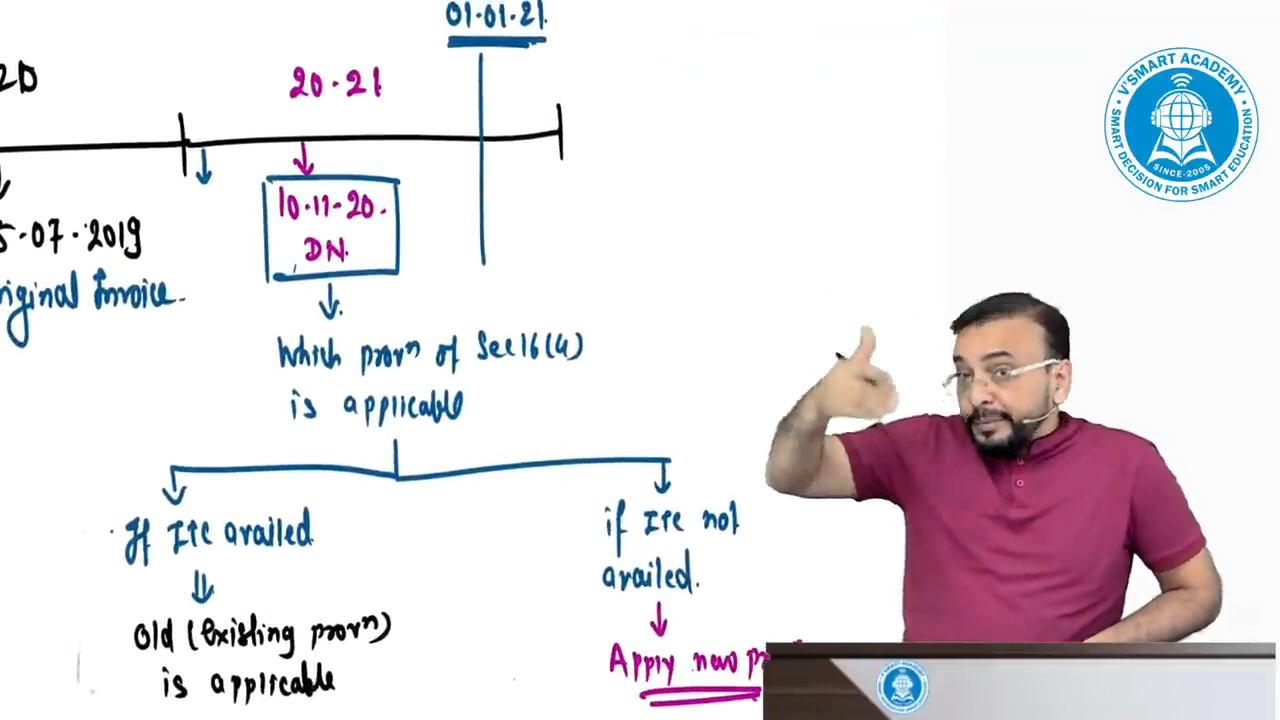 01.01.21.
20
20.21
10-11-20.
DN.
5.07.2019
riginal Invoice.
Which provn of Sec16(4)
is applicable
If ITC availed
Old (Existing provn)
is applicable
if ITC not
availed.
Apply new p
V'SMART ACADEMY
SINCE-2005
SMART DECISION FOR SMART EDUCATION